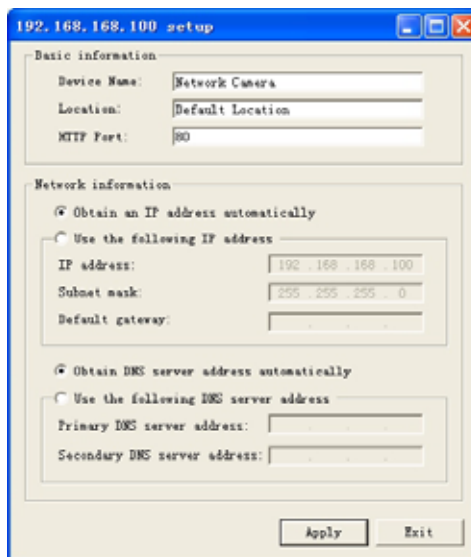 192.168.168.100 setup
Basic information
Device Name: Network Camera
Location: Default Location
HTTP Port: 80
Network information
Obtain an IP address automatically
Use the following IP address
IP address: 192 .168 .168 .100
Subnet mask: 255 .255 .255 . 0
Default gateway: . . .
Obtain DNS server address automatically
Use the following DNS server address
Primary DNS server address: . . .
Secondary DNS server address: . . .
Apply Exit